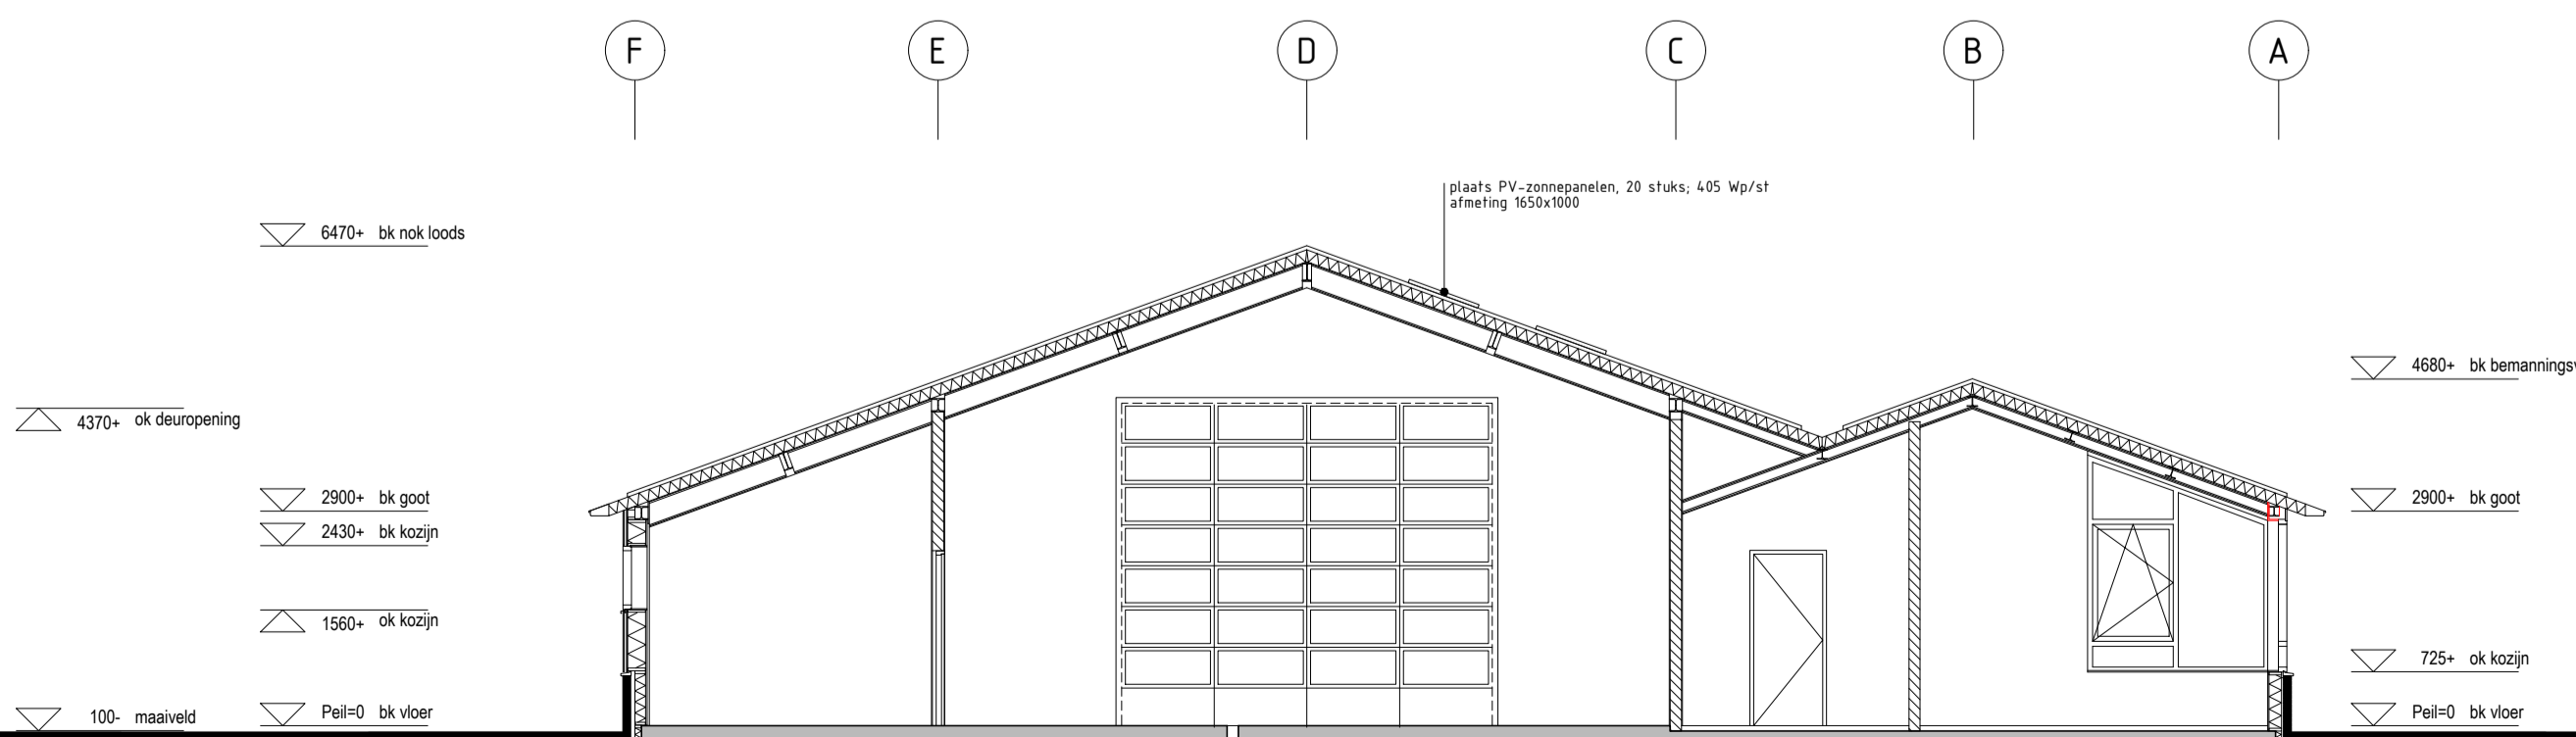 F E D C B A
plaats PV-zonnepanelen, 20 stuks; 405 Wp/st
afmeting 1650x1000
6470+ bk nok loods
4680+ bk bemannings
4370+ ok deuropening
2900+ bk goot
2900+ bk goot
2430+ bk kozijn
1560+ ok kozijn
725+ ok kozijn
100- maaiveld
Peil=0 bk vloer
Peil=0 bk vloer